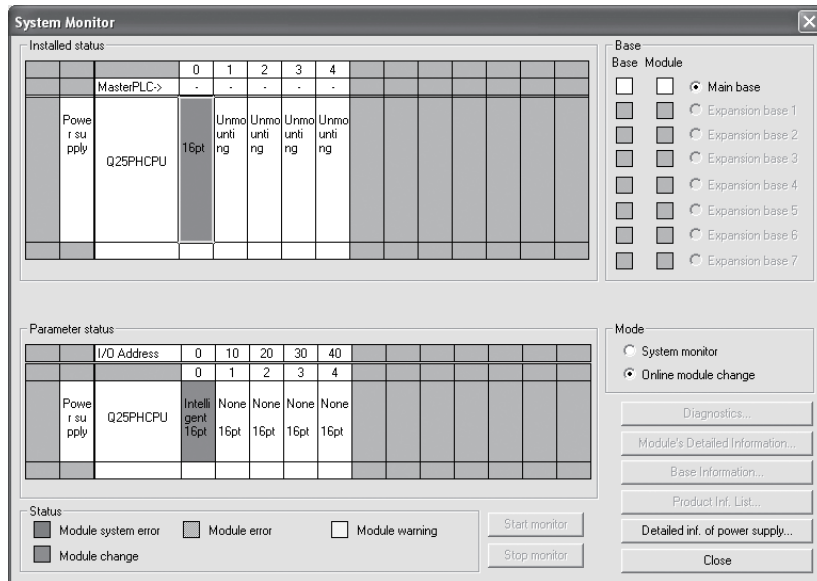 System Monitor
Installed status
0 1 2 3 4
MasterPLC-> - - - - -
Powe
r su
pply
Q25PHCPU
16pt
Unmo
unti
ng
Unmo
unti
ng
Unmo
unti
ng
Unmo
unti
ng
Base
Base Module
Main base
Expansion base 1
Expansion base 2
Expansion base 3
Expansion base 4
Expansion base 5
Expansion base 6
Expansion base 7
Parameter status
I/O Address 0 10 20 30 40
0 1 2 3 4
Powe
r su
pply
Q25PHCPU
Intelli
gent
16pt
None
16pt
None
16pt
None
16pt
None
16pt
Mode
System monitor
Online module change
Diagnostics...
Module's Detailed Information...
Base Information...
Product Inf. List...
Detailed inf. of power supply...
Close
Status
Module system error
Module error
Module warning
Module change
Start monitor
Stop monitor